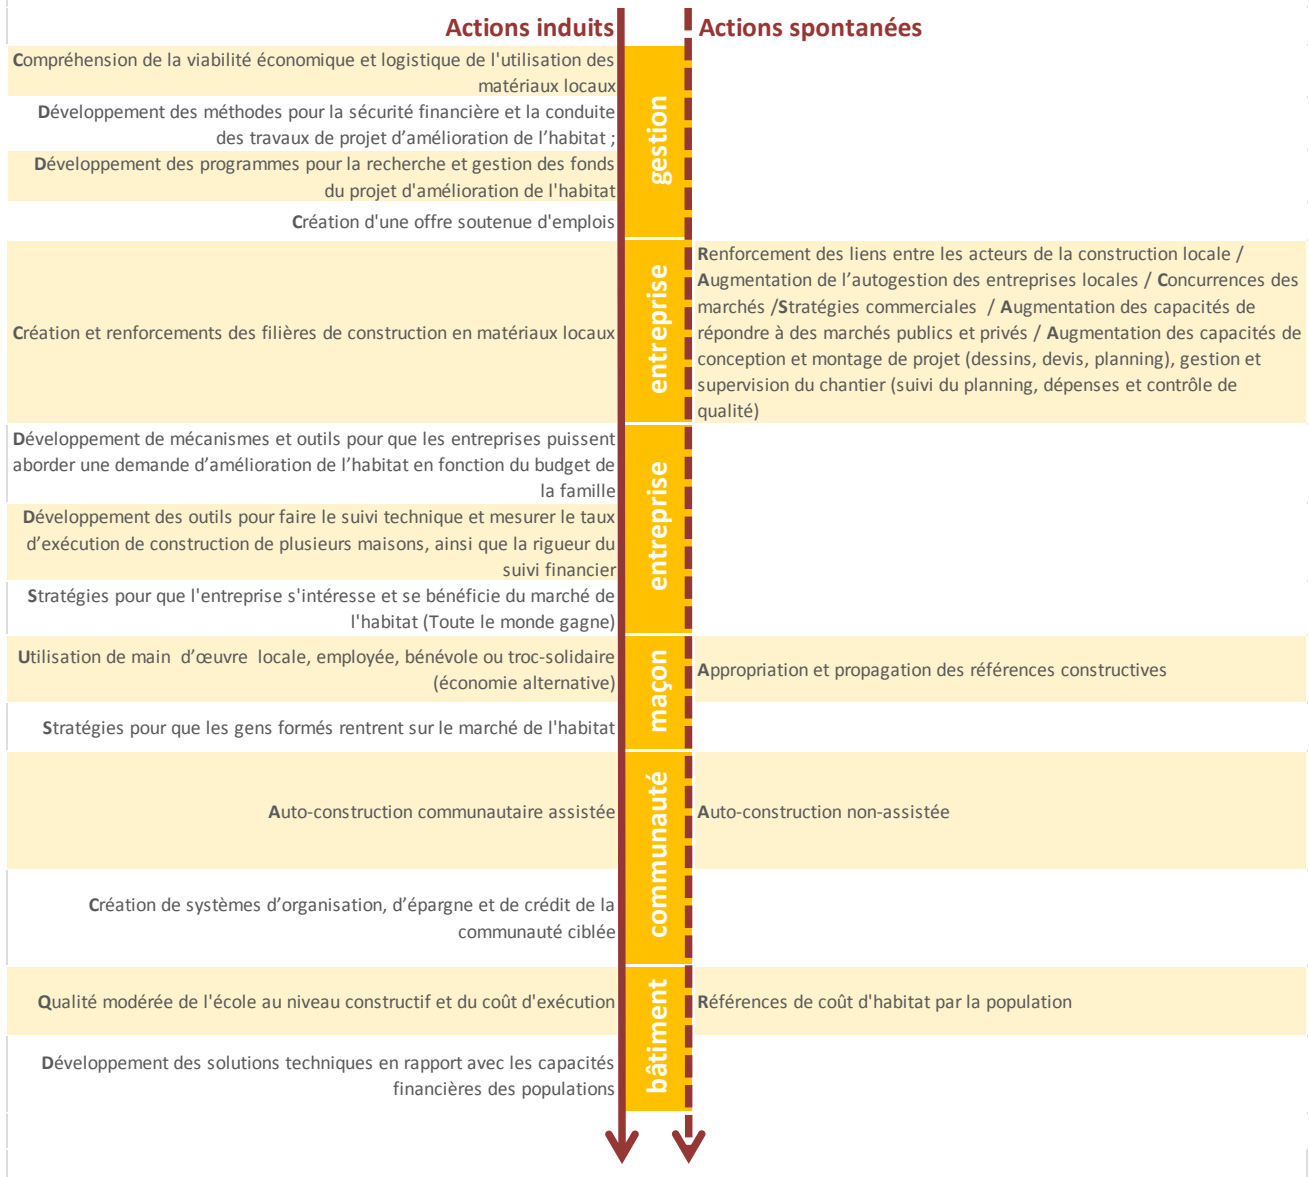 Actions induits
Actions spontanées
Compréhension de la viabilité économique et logistique de l'utilisation des
matériaux locaux
Développement des méthodes pour la sécurité financière et la conduite
des travaux de projet d’amélioration de l’habitat ;
Développement des programmes pour la recherche et gestion des fonds
du projet d'amélioration de l'habitat
Création d'une offre soutenue d'emplois
gestion
Création et renforcements des filières de construction en matériaux locaux
entreprise
Renforcement des liens entre les acteurs de la construction locale /
Augmentation de l’autogestion des entreprises locales / Concurrences des
marchés /Stratégies commerciales / Augmentation des capacités de
répondre à des marchés publics et privés / Augmentation des capacités de
conception et montage de projet (dessins, devis, planning), gestion et
supervision du chantier (suivi du planning, dépenses et contrôle de
qualité)
Développement de mécanismes et outils pour que les entreprises puissent
aborder une demande d’amélioration de l’habitat en fonction du budget de
la famille
Développement des outils pour faire le suivi technique et mesurer le taux
d’exécution de construction de plusieurs maisons, ainsi que la rigueur du
suivi financier
Stratégies pour que l'entreprise s'intéresse et se bénéficie du marché de
l'habitat (Toute le monde gagne)
entreprise
Utilisation de main d’œuvre locale, employée, bénévole ou troc-solidaire
(économie alternative)
Stratégies pour que les gens formés rentrent sur le marché de l'habitat
maçon
Appropriation et propagation des références constructives
Auto-construction communautaire assistée
Création de systèmes d’organisation, d’épargne et de crédit de la
communauté ciblée
communauté
Auto-construction non-assistée
Qualité modérée de l'école au niveau constructif et du coût d'exécution
Développement des solutions techniques en rapport avec les capacités
financières des populations
bâtiment
Références de coût d'habitat par la population